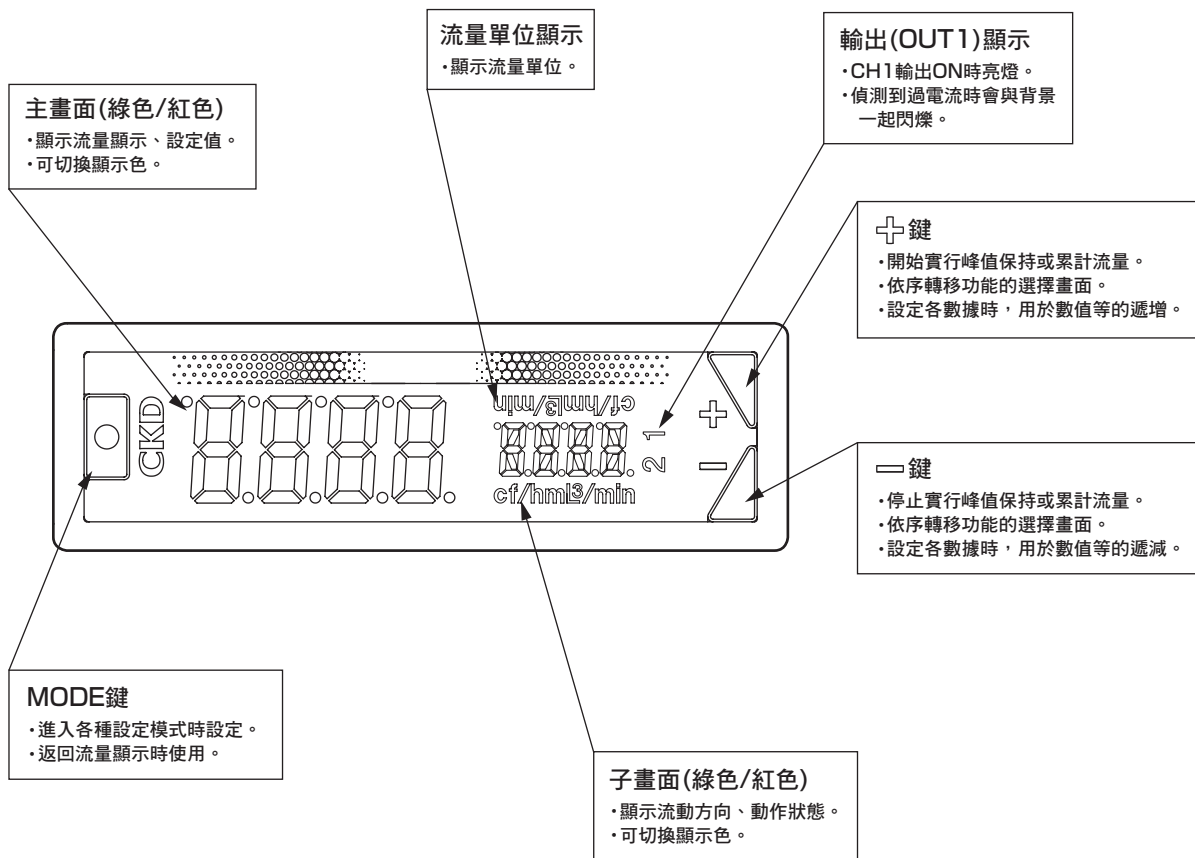 流量單位顯示
・顯示流量單位。
輸出(OUT1)顯示
・CH1輸出ON時亮燈。
・偵測到過電流時會與背景
一起閃爍。
主畫面(綠色/紅色)
・顯示流量顯示、設定值。
・可切換顯示色。
鍵
・開始實行峰值保持或累計流量。
・依序轉移功能的選擇畫面。
・設定各數據時，用於數值等的遞增。
CKD
cf/hmL3/min
1
2
+
−
cf/hmL3/min
鍵
・停止實行峰值保持或累計流量。
・依序轉移功能的選擇畫面。
・設定各數據時，用於數值等的遞減。
MODE鍵
・進入各種設定模式時設定。
・返回流量顯示時使用。
子畫面(綠色/紅色)
・顯示流動方向、動作狀態。
・可切換顯示色。